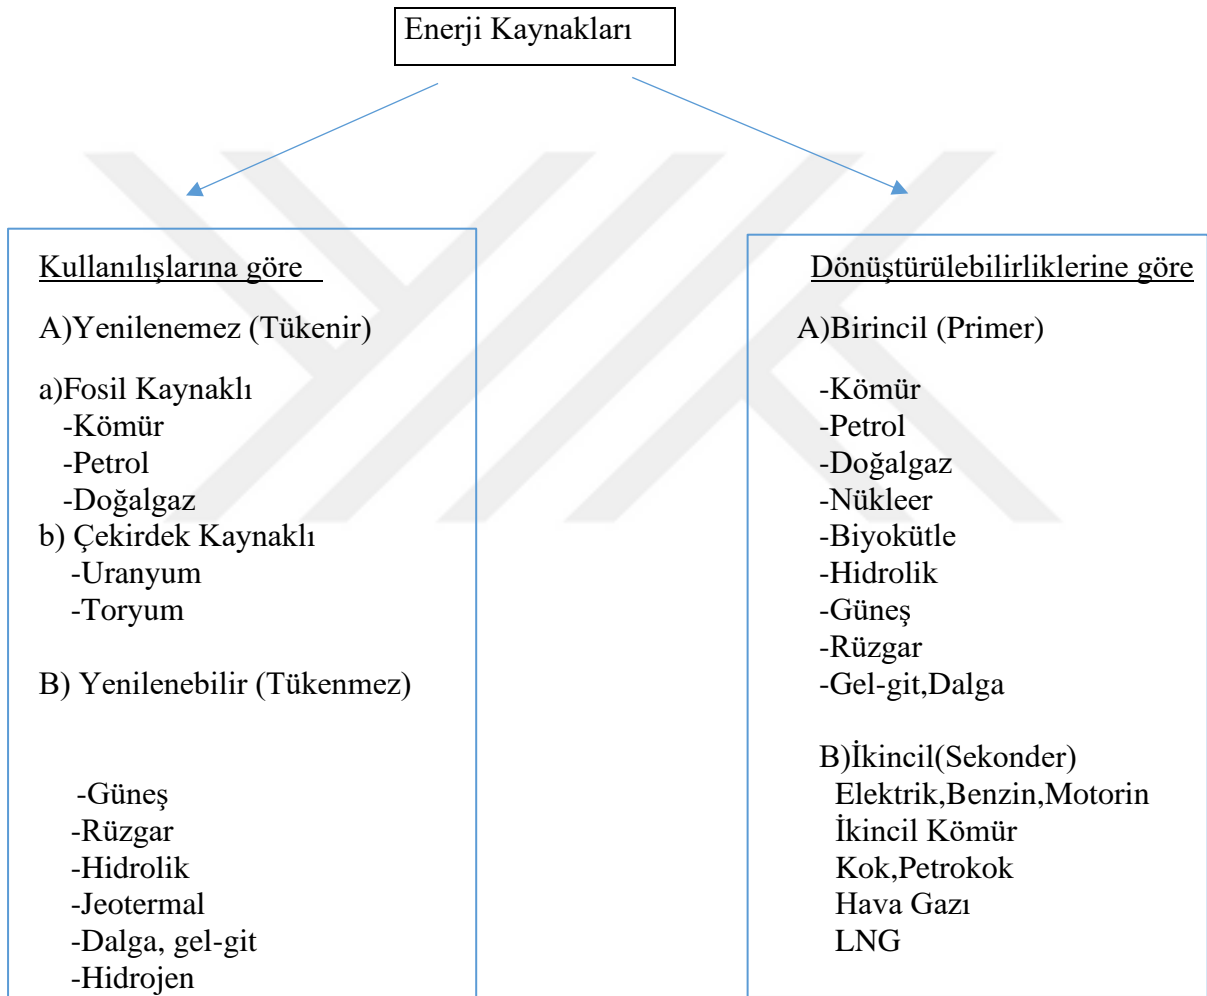 Enerji Kaynakları
Kullanılışlarına göre
A)Yenilenemez (Tükenir)
a)Fosil Kaynaklı
-Kömür
-Petrol
-Doğalgaz
b) Çekirdek Kaynaklı
-Uranyum
-Toryum
B) Yenilenebilir (Tükenmez)
-Güneş
-Rüzgar
-Hidrolik
-Jeotermal
-Dalga, gel-git
-Hidrojen
Dönüştürülebilirliklerine göre
A)Birincil (Primer)
-Kömür
-Petrol
-Doğalgaz
-Nükleer
-Biyokütle
-Hidrolik
-Güneş
-Rüzgar
-Gel-git,Dalga
B)İkincil(Sekonder)
Elektrik,Benzin,Motorin
İkincil Kömür
Kok,Petrokok
Hava Gazı
LNG